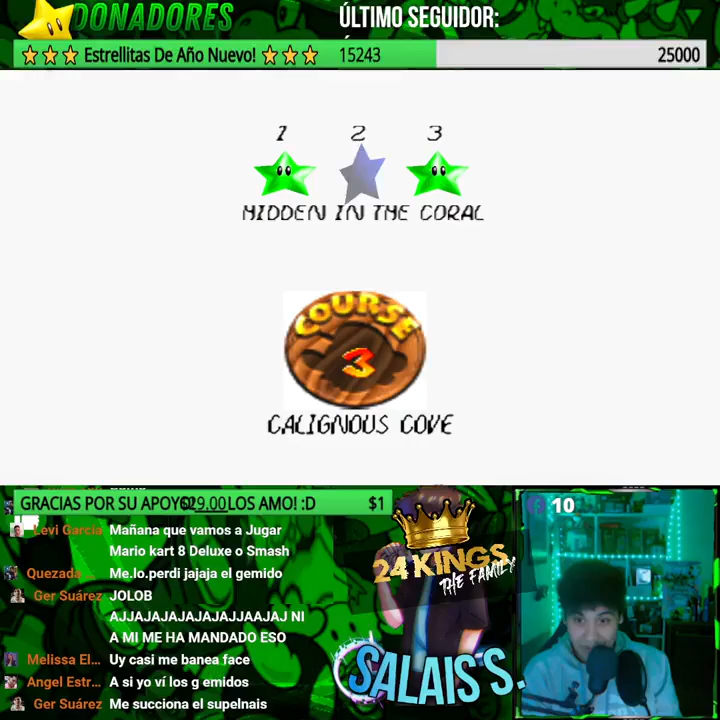 DONADORES
ÚLTIMO SEGUIDOR:
Estrellitas De Año Nuevo!
15243
25000
1 2 3
HIDDEN IN THE CORAL
COURSE
3
CALIGNOUS COVE
GRACIAS POR SU APOYO! LOS AMO! :D
$29.00
$1
10
Levi García Mañana que vamos a Jugar
Mario kart 8 Deluxe o Smash
Quezada Me.lo.perdi jajaja el gemido
Ger Suárez JOLOB
AJJAJAJAJAJAJJAAJAJ NI
A MI ME HA MANDADO ESO
Melissa El... Uy casi me banea face
Angel Estr... A si yo ví los g emidos
Ger Suárez Me succiona el supelnais
24 KINGS
THE FAMILY
SALAIS S.